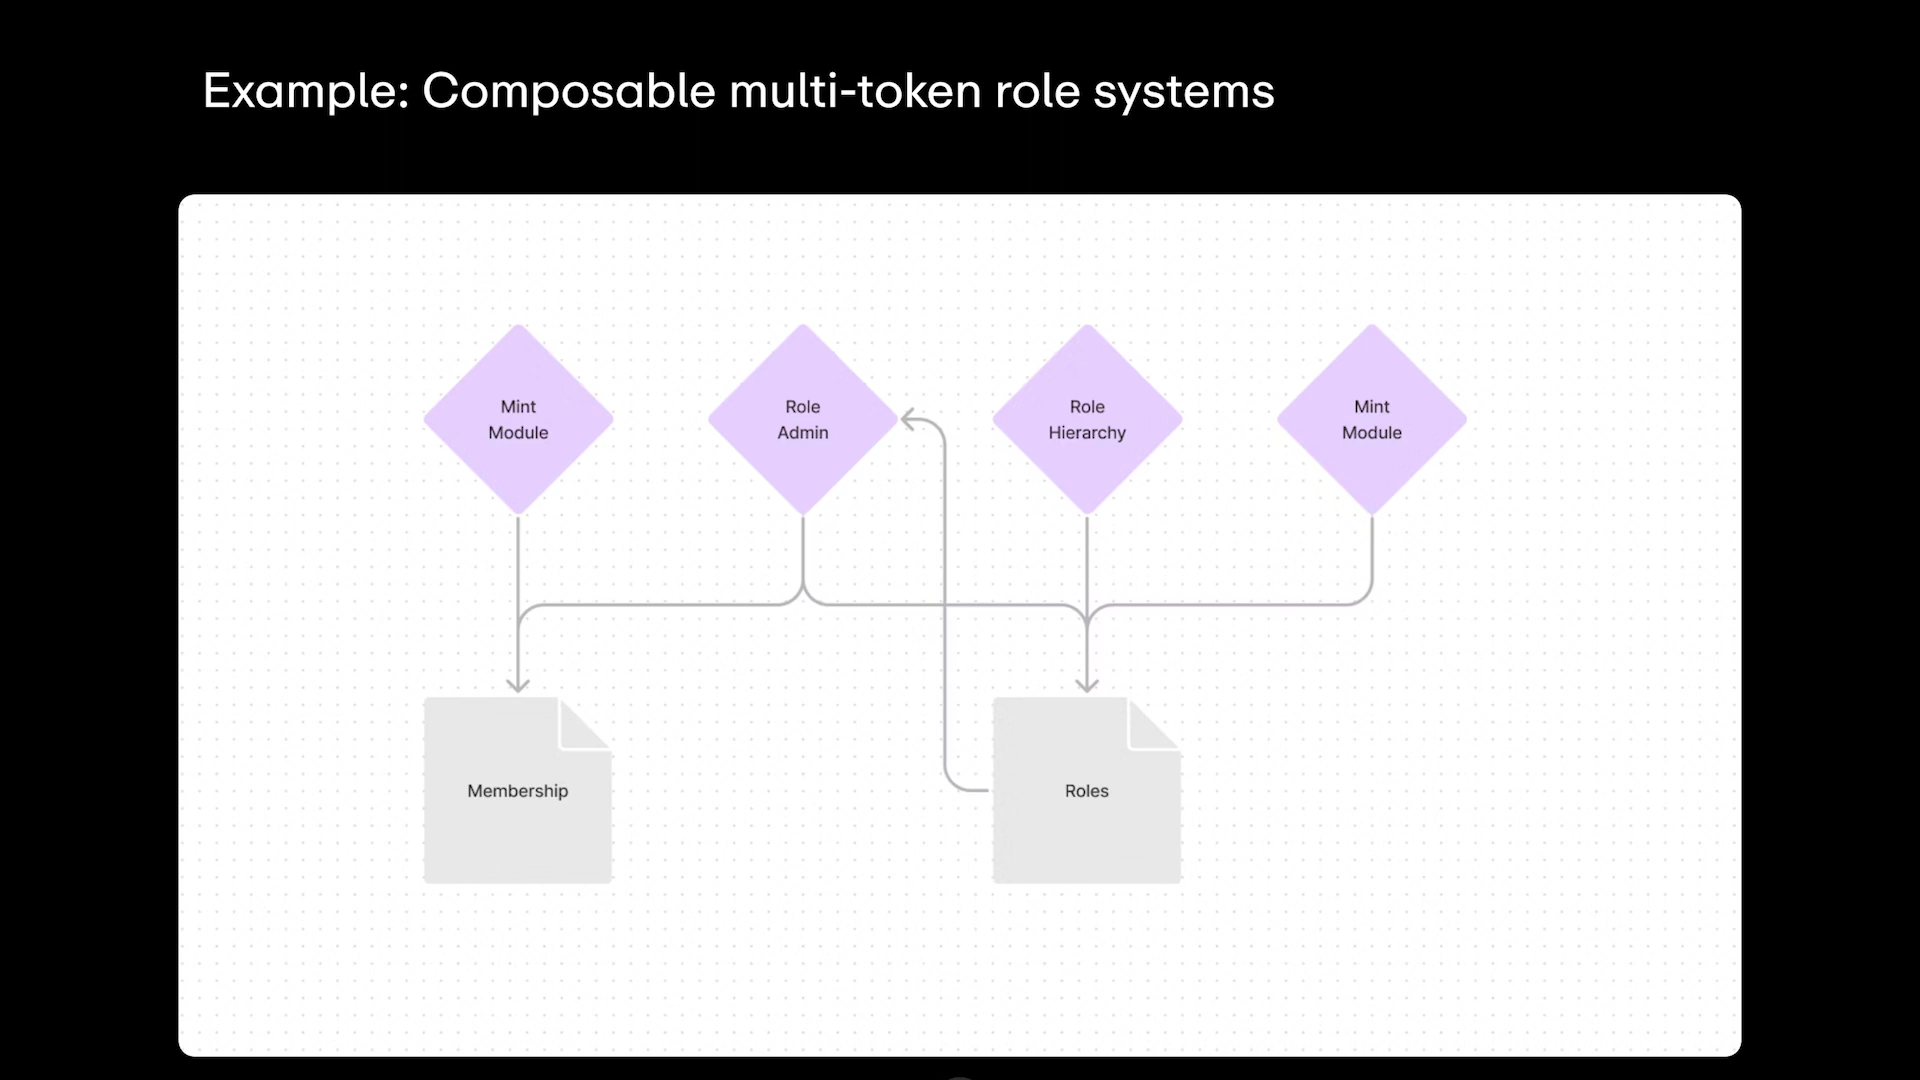 Example: Composable multi-token role systems
Mint
Module
Role
Admin
Role
Hierarchy
Mint
Module
Membership
Roles